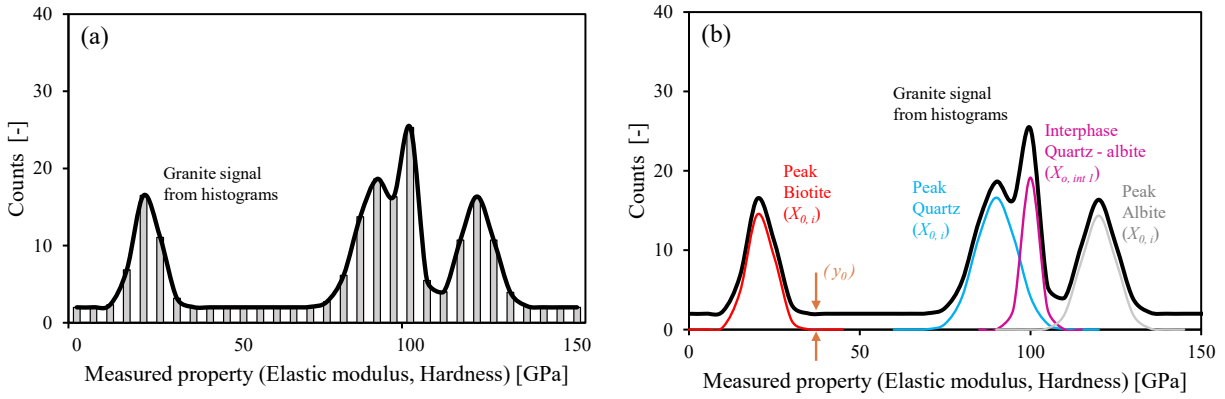 (a)
40
30
20
10
0
Counts [-]
Granite signal
from histograms
0
50
100
150
Measured property (Elastic modulus, Hardness) [GPa]
(b)
40
30
20
10
0
Counts [-]
Granite signal
from histograms
Peak
Biotite
(X0, i)
Peak
Quartz
(X0, i)
Interphase
Quartz - albite
(Xo, int 1)
Peak
Albite
(X0, i)
(y0)
0
50
100
150
Measured property (Elastic modulus, Hardness) [GPa]